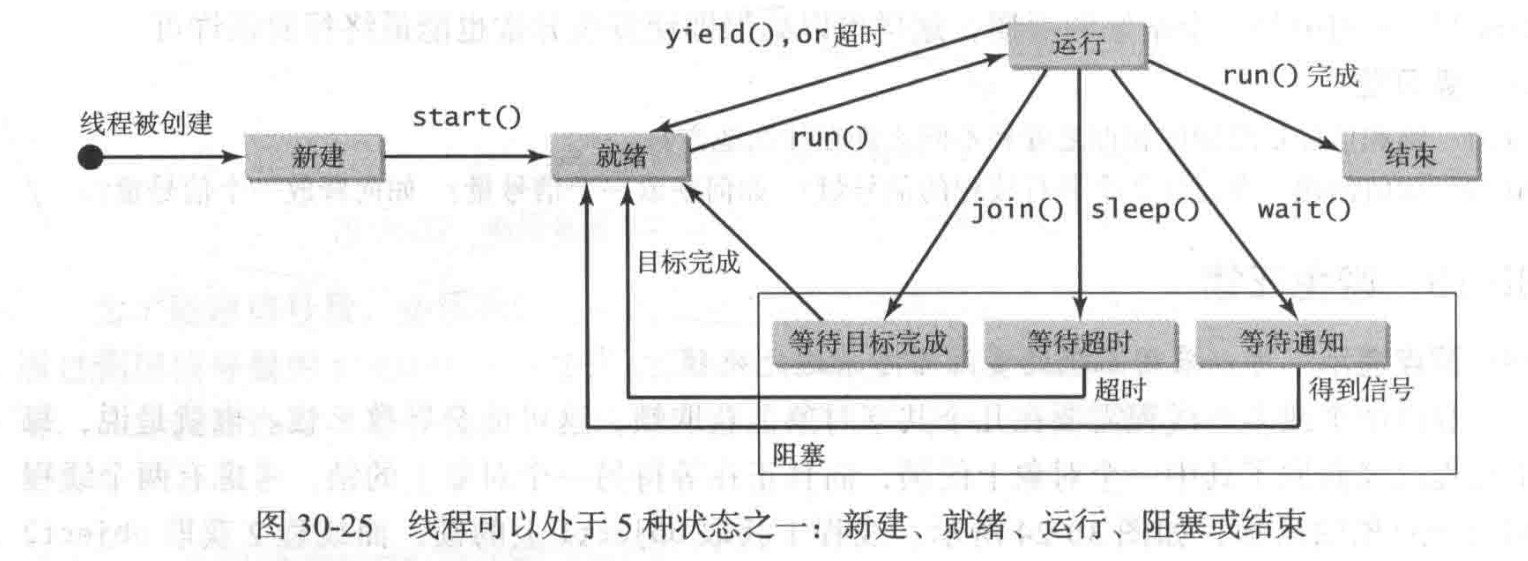 yield(),or 超时
运行
run() 完成
线程被创建
start()
新建
就绪
run()
结束
join()
sleep()
wait()
目标完成
等待目标完成
等待超时
等待通知
超时
得到信号
阻塞
图 30-25 线程可以处于 5 种状态之一：新建、就绪、运行、阻塞或结束